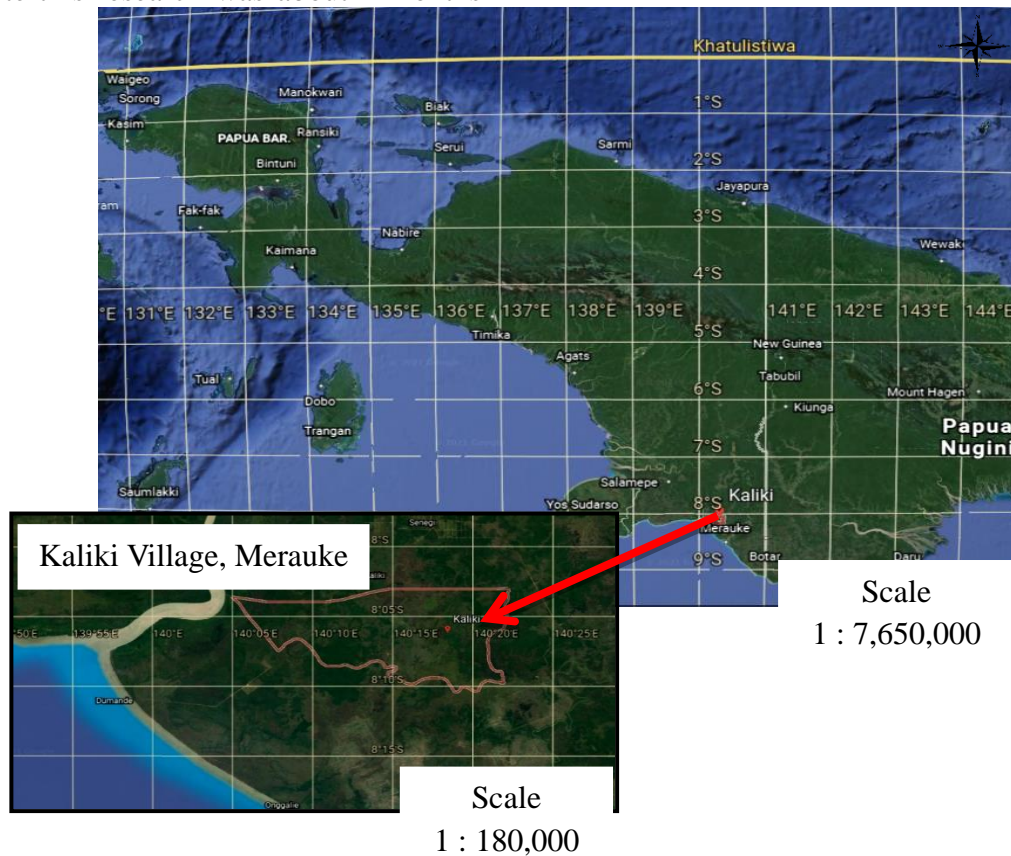 Khatulistiwa
Waigeo
Sorong
Kasim
Manokwari
PAPUA BAR.
Ransiki
Bintuni
Biak
Serui
Sarmi
1°S
2°S
Jayapura
3°S
Fak-fak
Kaimana
Nabire
Wewak
4°S
°E 131°E 132°E 133°E 134°E 135°E 136°E 137°E 138°E 139°E 141°E 142°E 143°E 144°E
5°S
Timika
New Guinea
Agats
Tabubil
Tual
6°S
Mount Hagen
Dobo
Kiunga
Trangan
7°S
Papua
Nugini
Salamepe
Saumlakki
Kaliki
Yos Sudarso
8°S
Merauke
9°S
Botar
Daru
Scale
1 : 7,650,000
Kaliki Village, Merauke
Senegi
8°S
8°05'S
Kaliki
50'E 139°55'E 140°E 140°05'E 140°10'E 140°15'E 140°20'E 140°25'E
8°10'S
Dumande
8°15'S
Onggalie
Scale
1 : 180,000